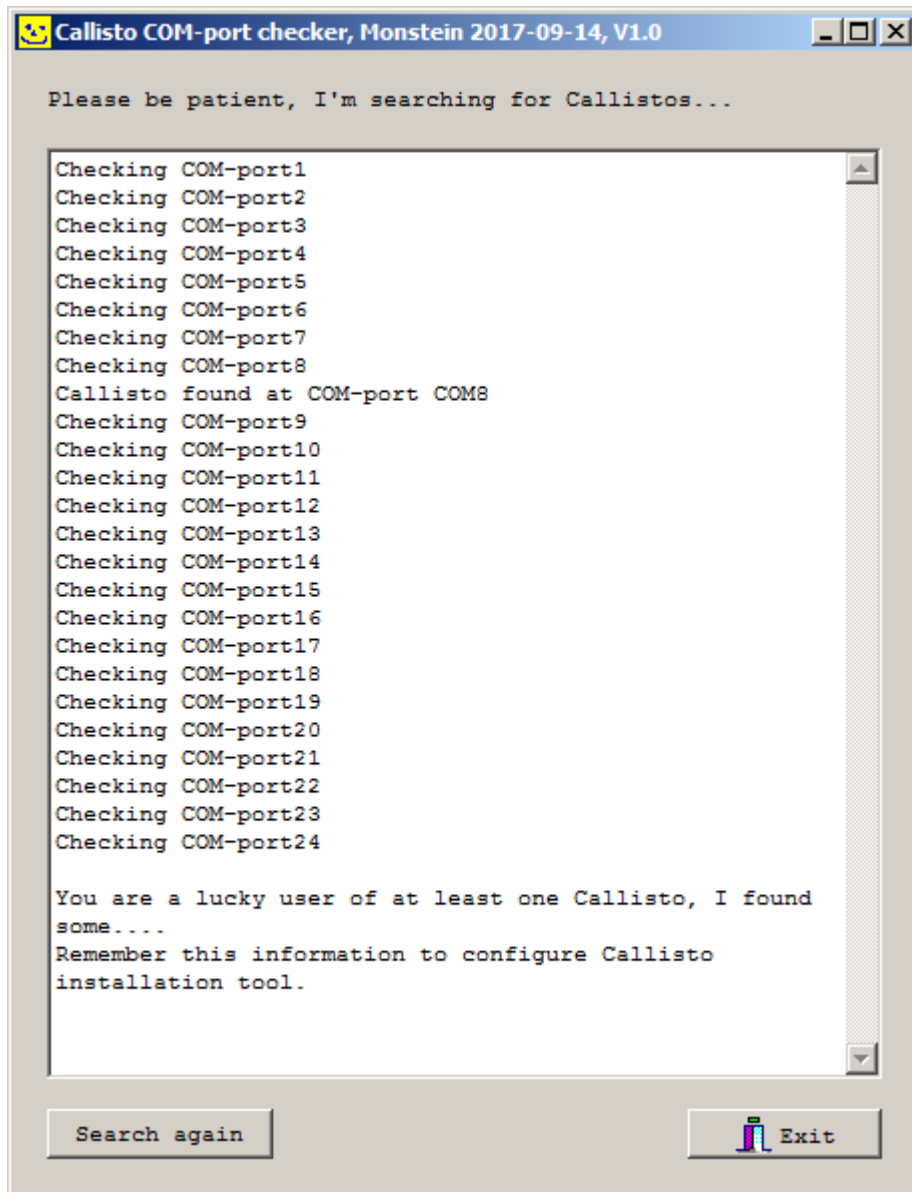 Callisto COM-port checker, Monstein 2017-09-14, V1.0
Please be patient, I'm searching for Callistos...
Checking COM-port1
Checking COM-port2
Checking COM-port3
Checking COM-port4
Checking COM-port5
Checking COM-port6
Checking COM-port7
Checking COM-port8
Callisto found at COM-port COM8
Checking COM-port9
Checking COM-port10
Checking COM-port11
Checking COM-port12
Checking COM-port13
Checking COM-port14
Checking COM-port15
Checking COM-port16
Checking COM-port17
Checking COM-port18
Checking COM-port19
Checking COM-port20
Checking COM-port21
Checking COM-port22
Checking COM-port23
Checking COM-port24
You are a lucky user of at least one Callisto, I found
some....
Remember this information to configure Callisto
installation tool.
Search again
Exit